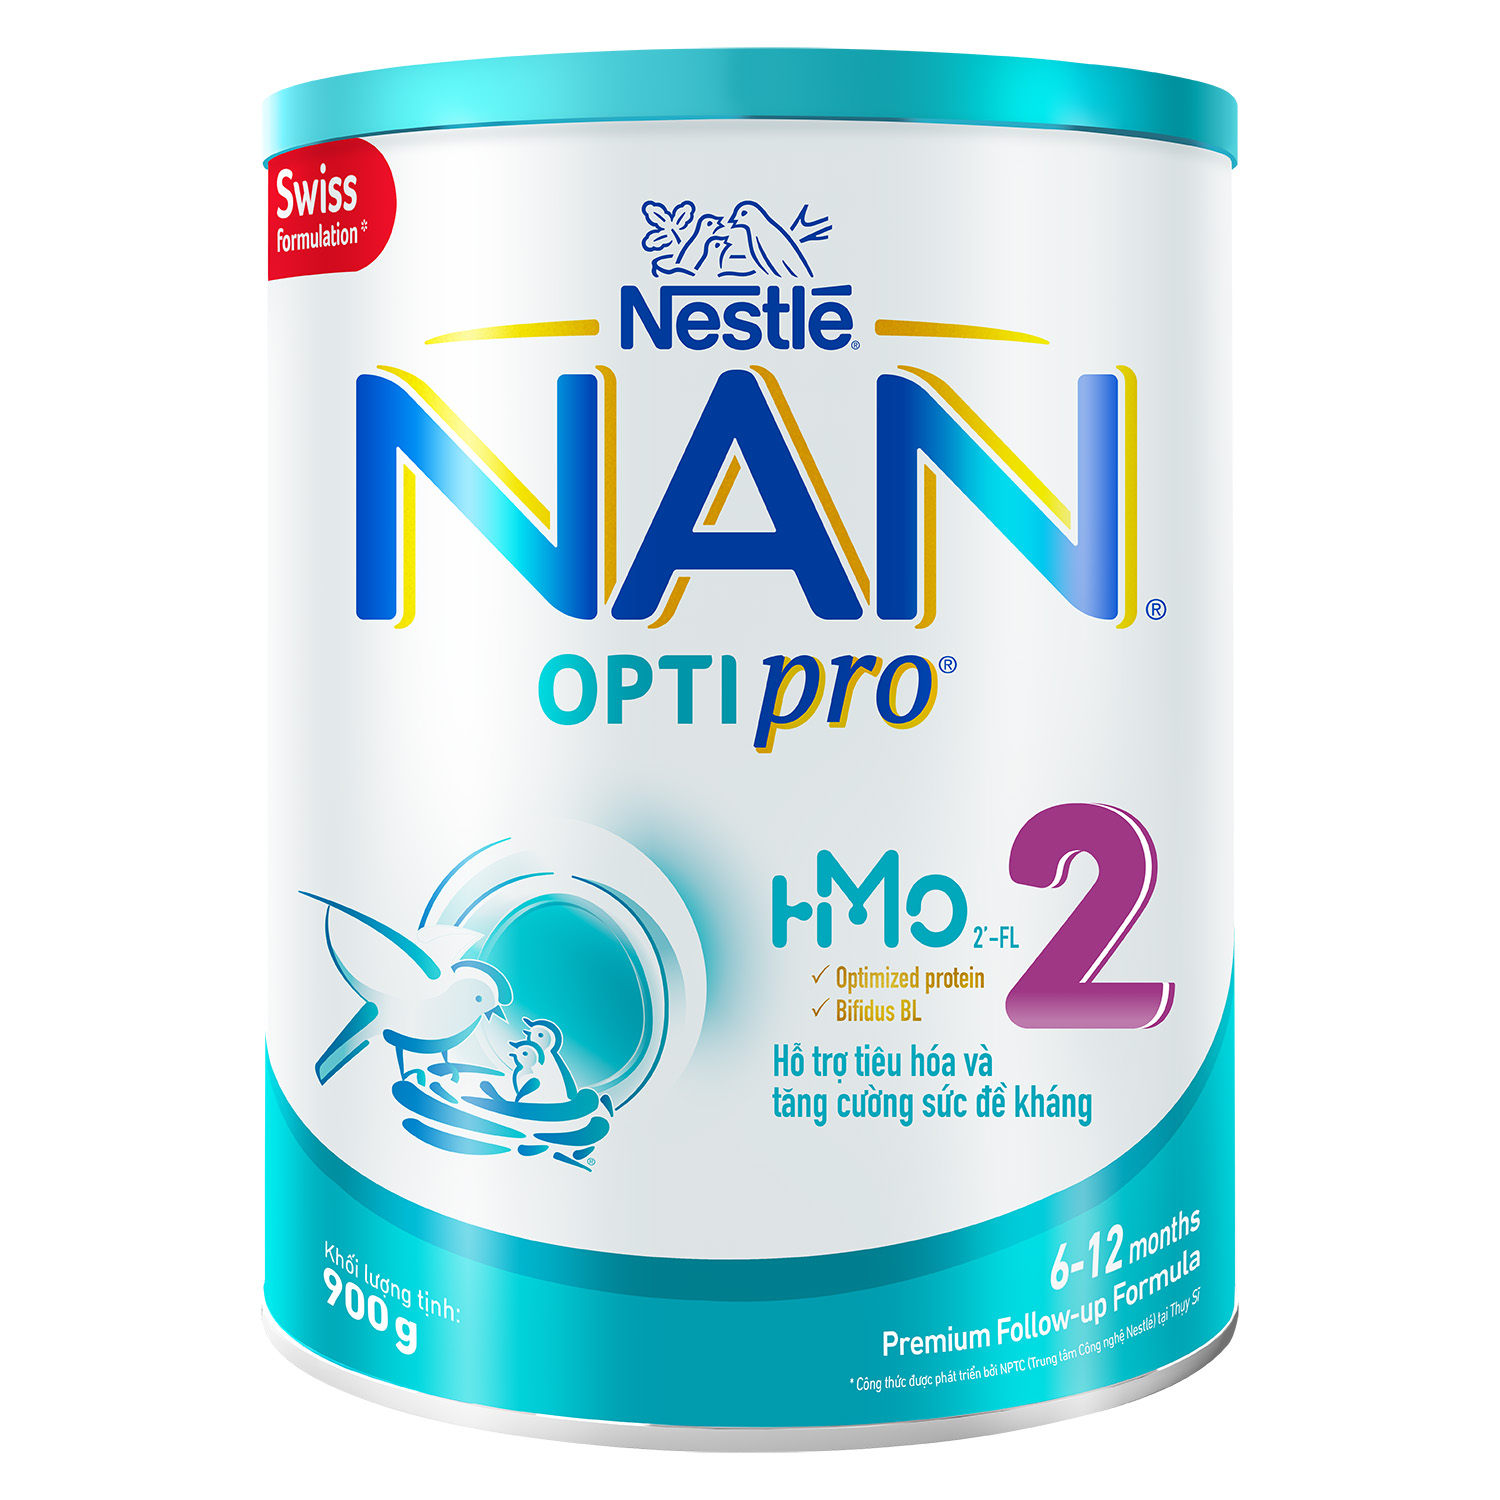 Swiss
formulation*
Nestlé®
NAN®
OPTIpro®
HMO 2'-FL
2
✓ Optimized protein
✓ Bifidus BL
Hỗ trợ tiêu hóa và
tăng cường sức đề kháng
®
Khối lượng tịnh:
900g
6-12 months
Premium Follow-up Formula
* Công thức được phát triển bởi NPTC (Trung tâm Công nghệ Nestlé) tại Thụy Sĩ